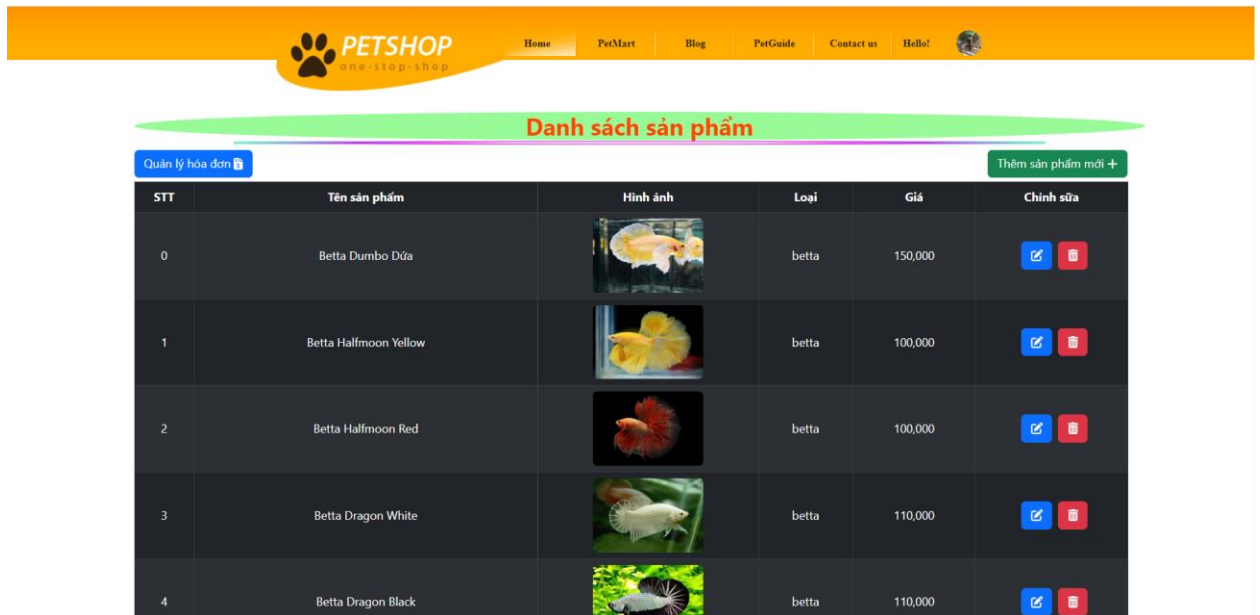 PETSHOP
one-stop-shop
Home PetMart Blog PetGuide Contact us Hello!
Danh sách sản phẩm
Quản lý hóa đơn Thêm sản phẩm mới +
STT Tên sản phẩm Hình ảnh Loại Giá Chỉnh sữa
0 Betta Dumbo Dứa betta 150,000
1 Betta Halfmoon Yellow betta 100,000
2 Betta Halfmoon Red betta 100,000
3 Betta Dragon White betta 110,000
4 Betta Dragon Black betta 110,000